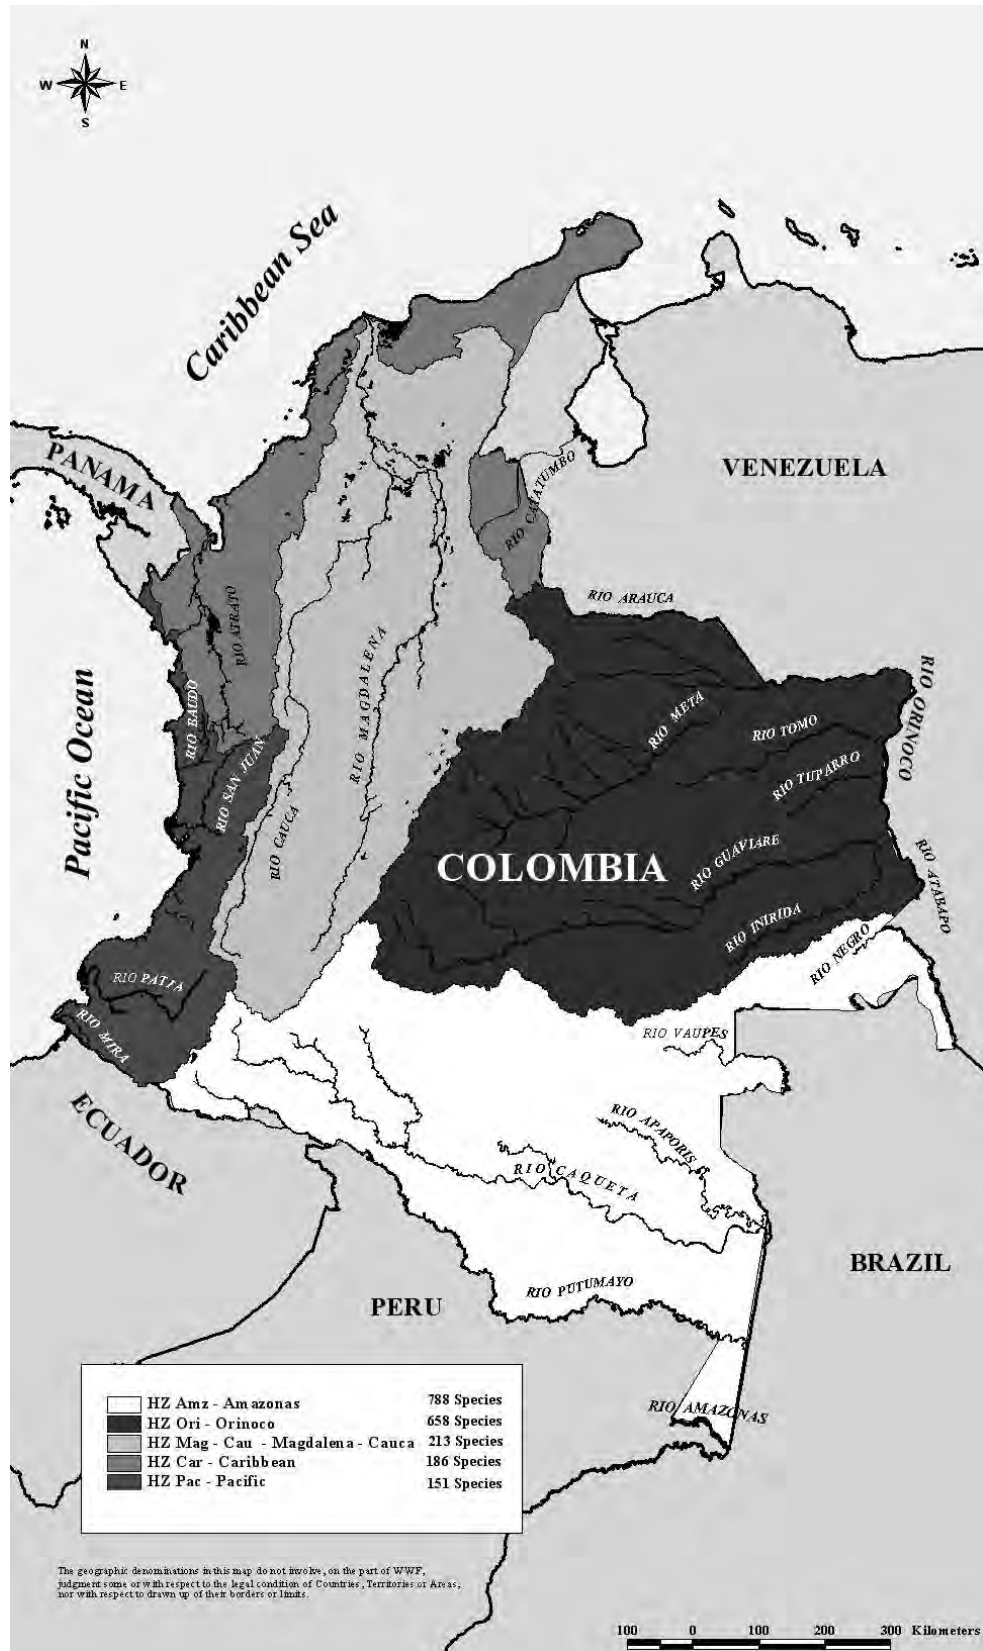 N
W E
S
Caribbean Sea
PANAMA
VENEZUELA
RIO CATATUMBO
RIO ARAUCA
RIO ATRATO
RIO MAGDALENA
RIO ORINOCO
Pacific Ocean
RIO BAUDO
RIO META
RIO TOMO
RIO SAN JUAN
RIO TUPARRO
RIO CAUCA
COLOMBIA
RIO GUAVIARE
RIO ATABAPO
RIO INIRIDA
RIO NEGRO
RIO PATIA
RIO MIRA
RIO VAUPES
ECUADOR
RIO APAPORIS
RIO CAQUETA
BRAZIL
RIO PUTUMAYO
PERU
RIO AMAZONAS
HZ Amz - Amazonas 788 Species
HZ Ori - Orinoco 658 Species
HZ Mag - Cau - Magdalena - Cauca 213 Species
HZ Car - Caribbean 186 Species
HZ Pac - Pacific 151 Species
The geographic denominations in this map do not involve, on the part of WWF,
judgment some or with respect to the legal condition of Countries, Territories or Areas,
nor with respect to drawn up of their borders or limits.
100 0 100 200 300 Kilometers